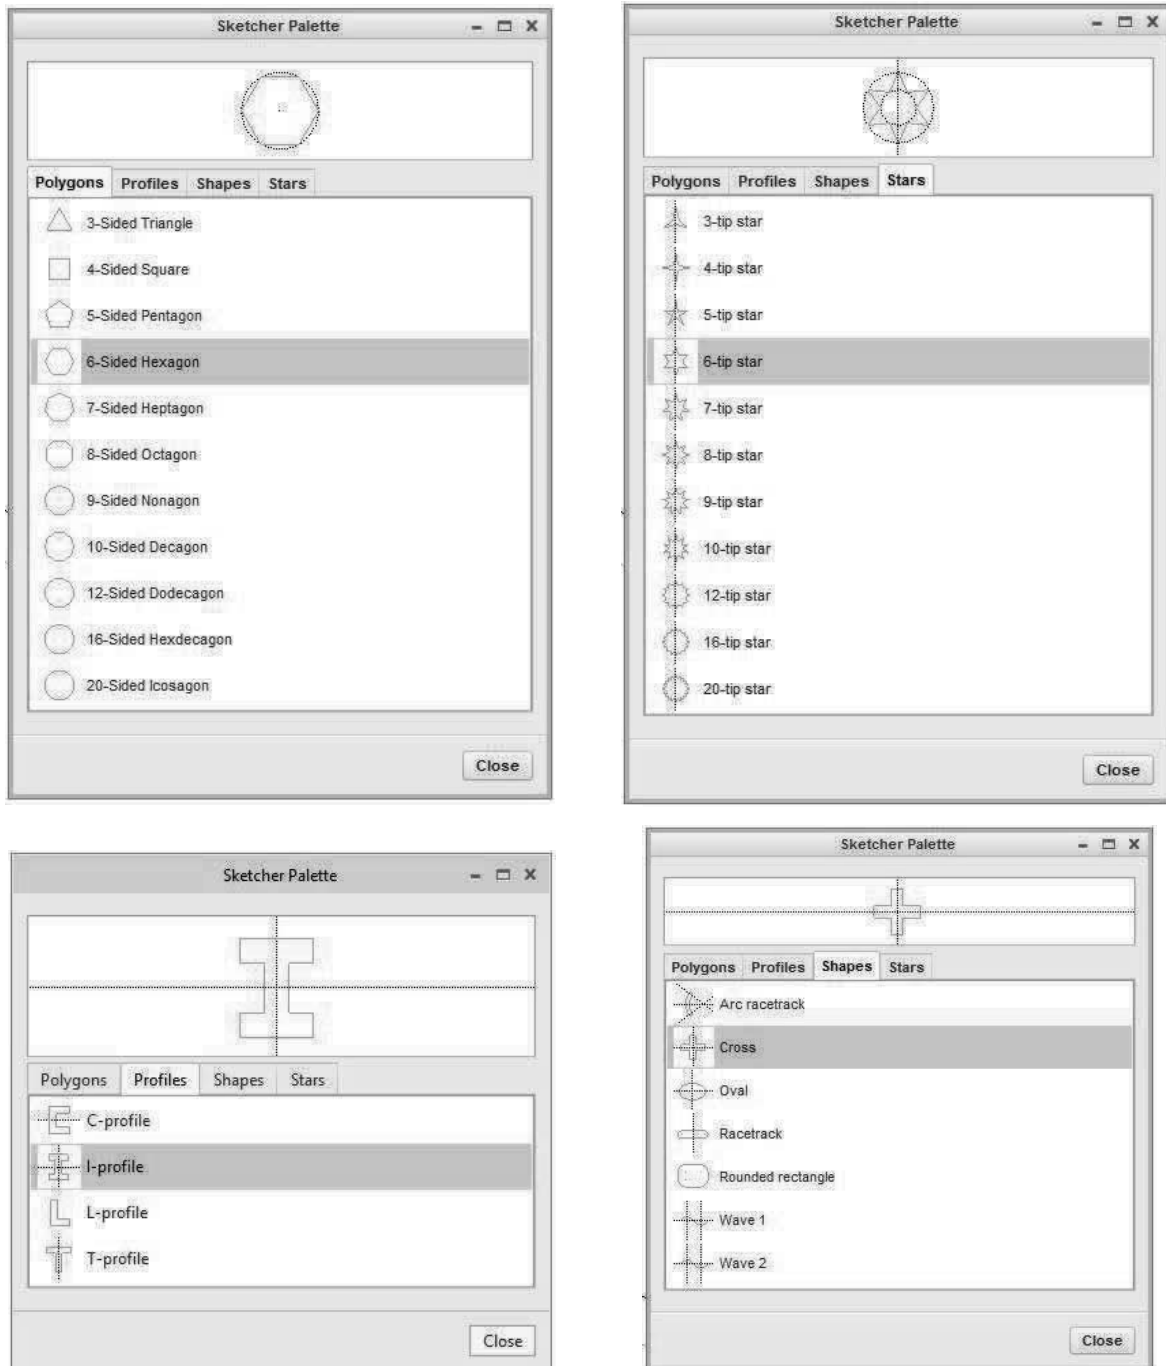 Sketcher Palette
Polygons Profiles Shapes Stars
3-Sided Triangle
4-Sided Square
5-Sided Pentagon
6-Sided Hexagon
7-Sided Heptagon
8-Sided Octagon
9-Sided Nonagon
10-Sided Decagon
12-Sided Dodecagon
16-Sided Hexdecagon
20-Sided Icosagon
Close
Sketcher Palette
Polygons Profiles Shapes Stars
3-tip star
4-tip star
5-tip star
6-tip star
7-tip star
8-tip star
9-tip star
10-tip star
12-tip star
16-tip star
20-tip star
Close
Sketcher Palette
Polygons Profiles Shapes Stars
C-profile
I-profile
L-profile
T-profile
Close
Sketcher Palette
Polygons Profiles Shapes Stars
Arc racetrack
Cross
Oval
Racetrack
Rounded rectangle
Wave 1
Wave 2
Close